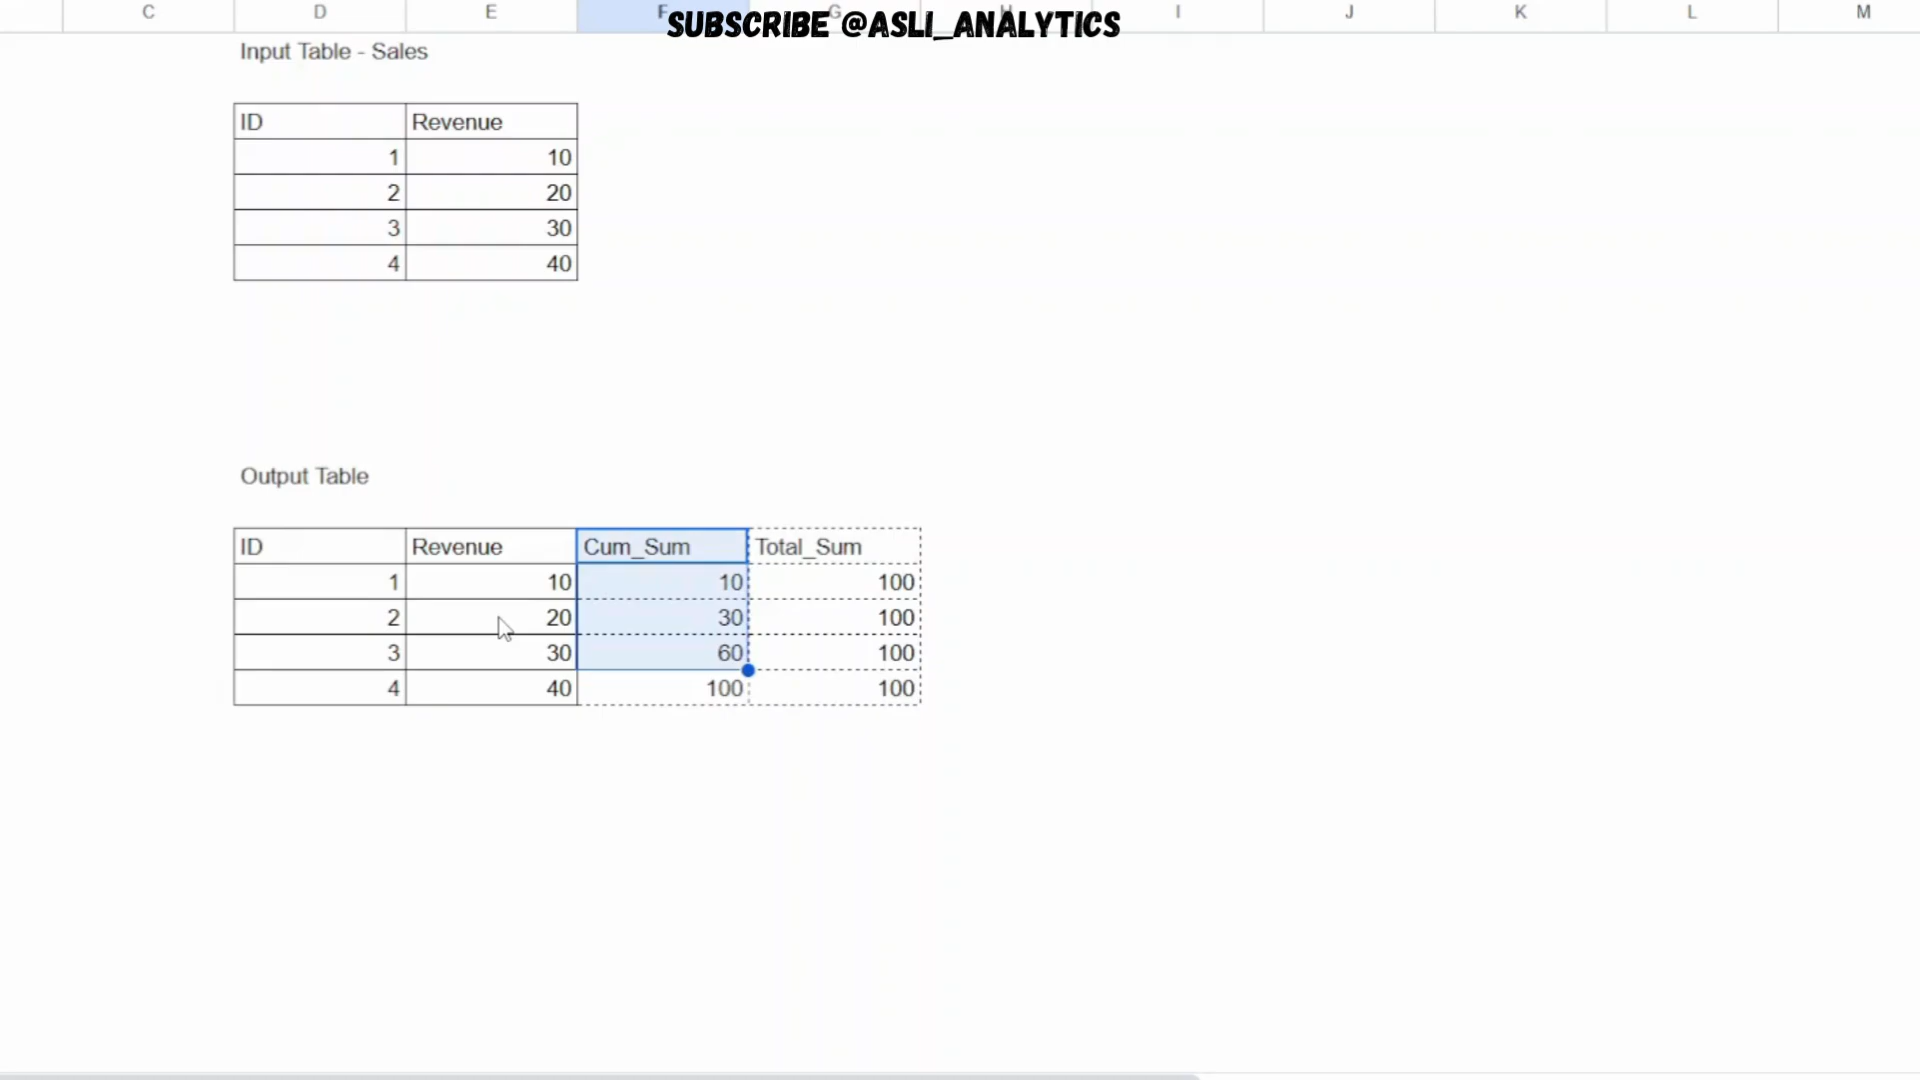 C D E F G H I J K L M
SUBSCRIBE @ASLI_ANALYTICS
Input Table - Sales
ID Revenue
1 10
2 20
3 30
4 40
Output Table
ID Revenue Cum_Sum Total_Sum
1 10 10 100
2 20 30 100
3 30 60 100
4 40 100 100